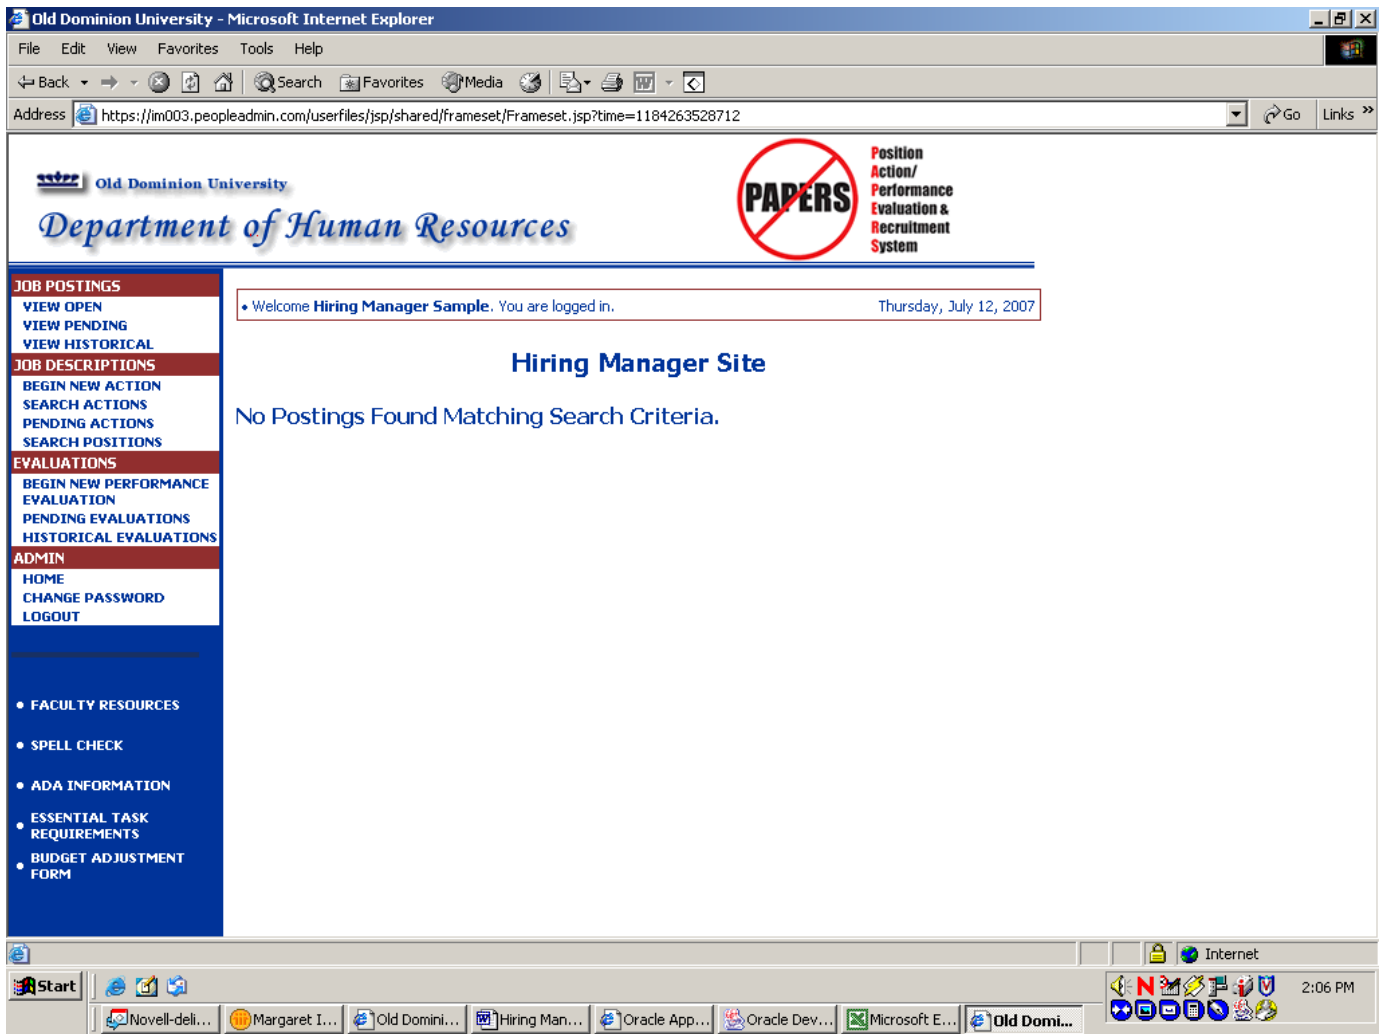 Old Dominion University - Microsoft Internet Explorer
File Edit View Favorites Tools Help
Back Search Favorites Media
Address https://im003.peopleadmin.com/userfiles/jsp/shared/frameset/Frameset.jsp?time=1184263528712 Go Links »
Old Dominion University
Department of Human Resources
PAPERS
Position
Action/
Performance
Evaluation &
Recruitment
System
JOB POSTINGS
VIEW OPEN
VIEW PENDING
VIEW HISTORICAL
JOB DESCRIPTIONS
BEGIN NEW ACTION
SEARCH ACTIONS
PENDING ACTIONS
SEARCH POSITIONS
EVALUATIONS
BEGIN NEW PERFORMANCE
EVALUATION
PENDING EVALUATIONS
HISTORICAL EVALUATIONS
ADMIN
HOME
CHANGE PASSWORD
LOGOUT
• FACULTY RESOURCES
• SPELL CHECK
• ADA INFORMATION
• ESSENTIAL TASK
REQUIREMENTS
• BUDGET ADJUSTMENT
FORM
• Welcome Hiring Manager Sample. You are logged in. Thursday, July 12, 2007
Hiring Manager Site
No Postings Found Matching Search Criteria.
Internet
Start
2:06 PM
Novell-deli... Margaret I... Old Domini... Hiring Man... Oracle App... Oracle Dev... Microsoft E... Old Domi...